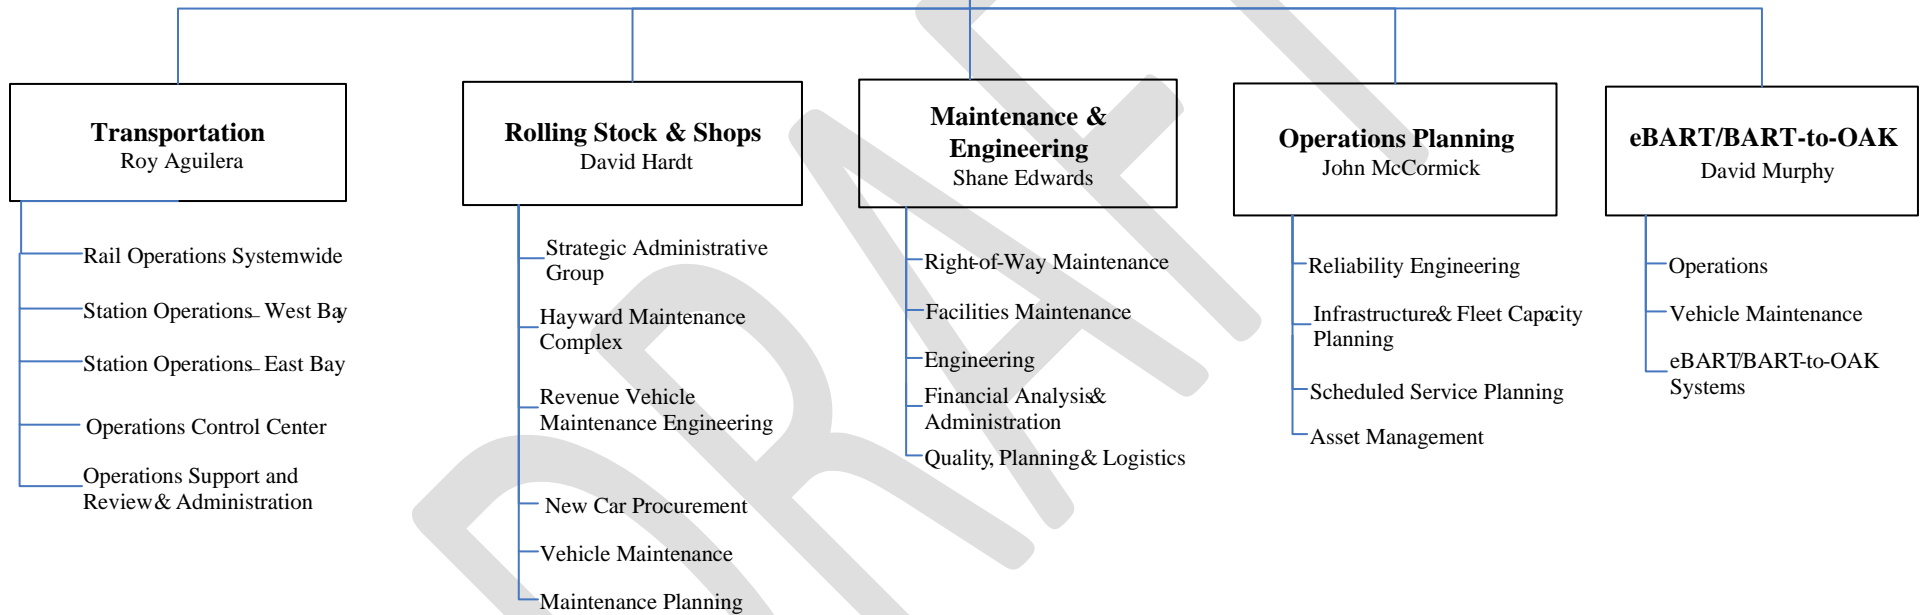 Transportation
Roy Aguilera
Rail Operations Systemwide
Station Operations – West Bay
Station Operations – East Bay
Operations Control Center
Operations Support and
Review & Administration
Rolling Stock & Shops
David Hardt
Strategic Administrative
Group
Hayward Maintenance
Complex
Revenue Vehicle
Maintenance Engineering
New Car Procurement
Vehicle Maintenance
Maintenance Planning
Maintenance &
Engineering
Shane Edwards
Right-of-Way Maintenance
Facilities Maintenance
Engineering
Financial Analysis &
Administration
Quality, Planning & Logistics
Operations Planning
John McCormick
Reliability Engineering
Infrastructure & Fleet Capacity
Planning
Scheduled Service Planning
Asset Management
eBART/BART-to-OAK
David Murphy
Operations
Vehicle Maintenance
eBART/BART-to-OAK
Systems
DRAFT